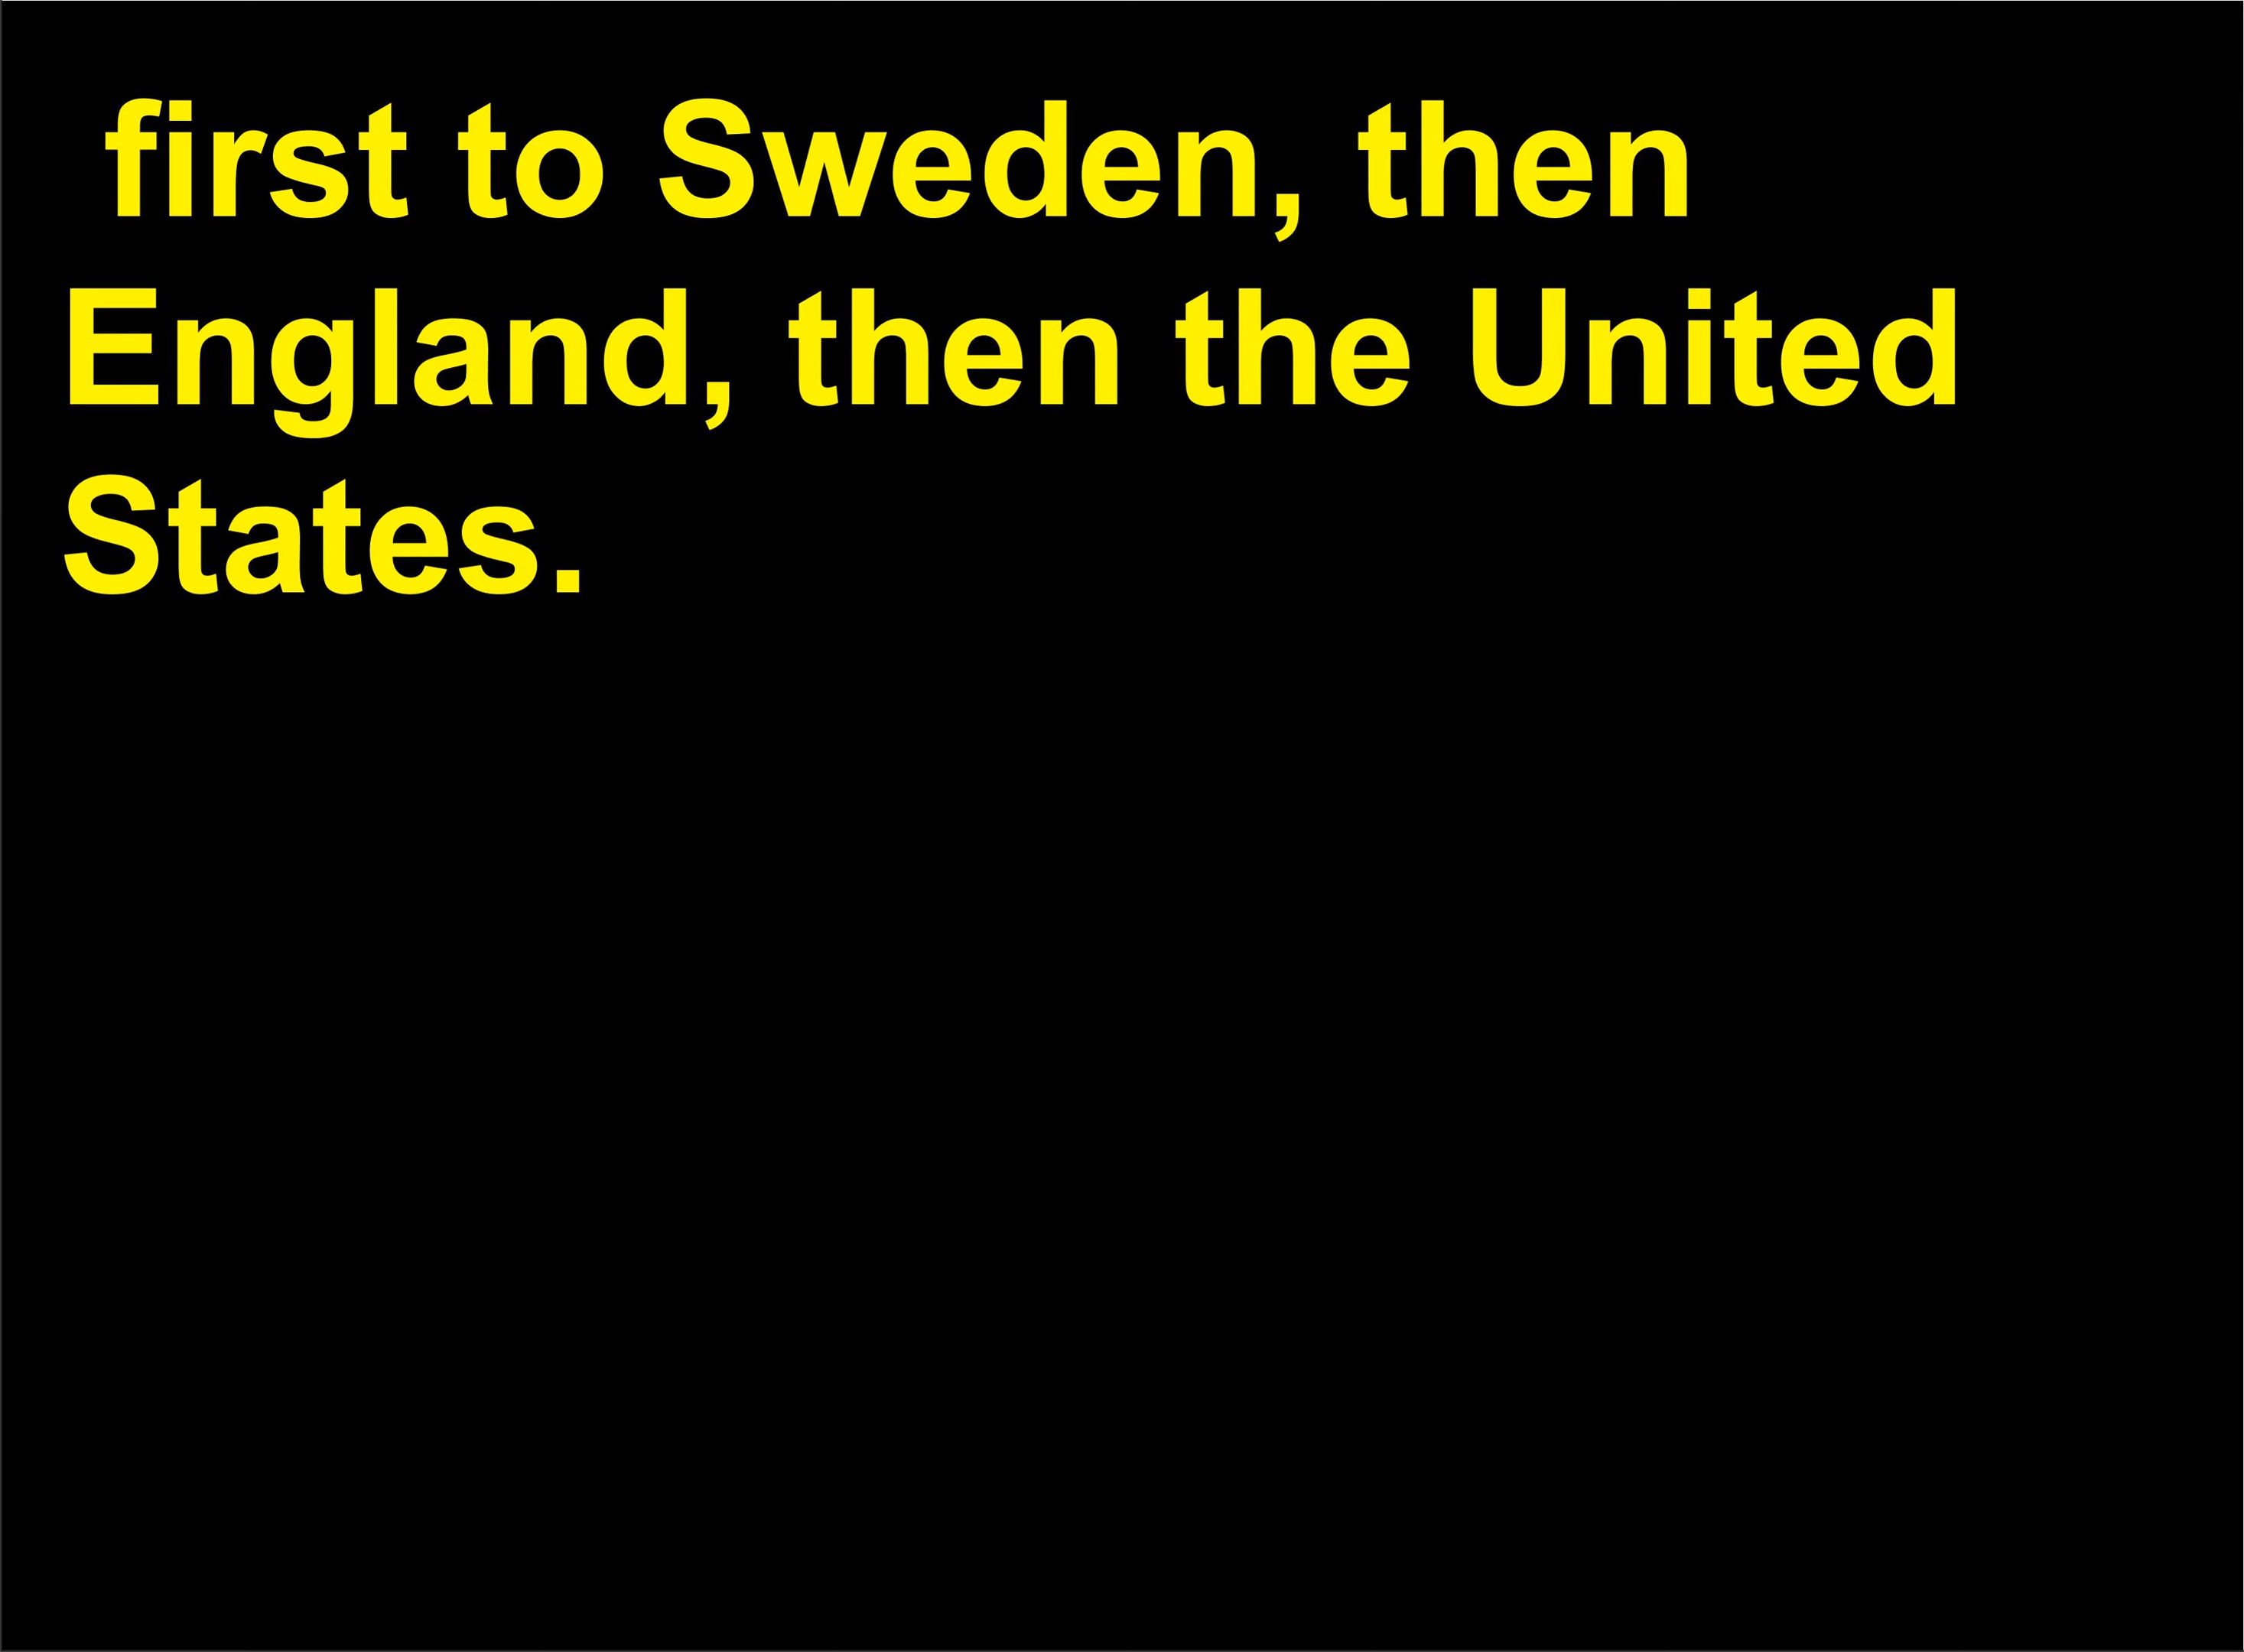 first to Sweden, then
England, then the United
States.